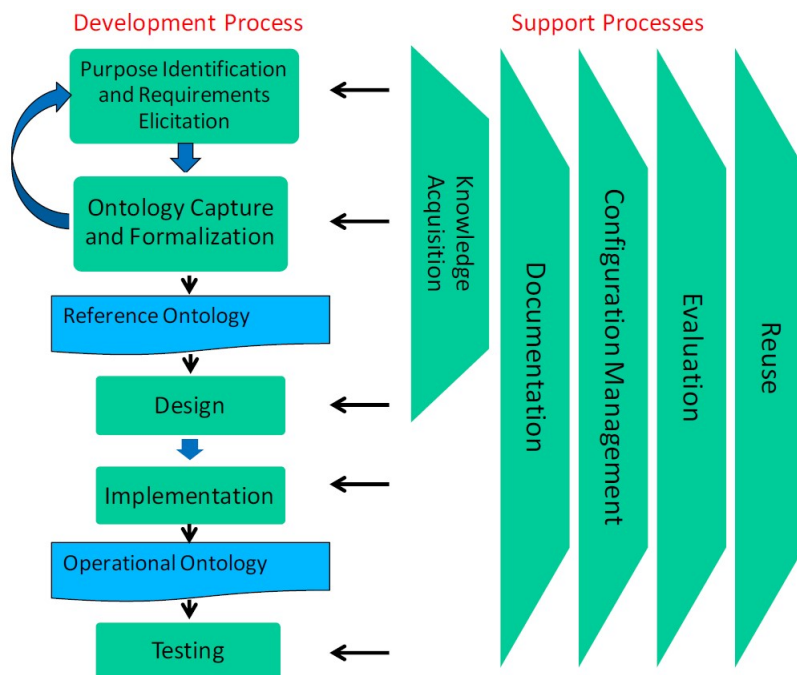 Development Process
Support Processes
Purpose Identification
and Requirements
Elicitation
Ontology Capture
and Formalization
Reference Ontology
Design
Implementation
Operational Ontology
Testing
Knowledge
Acquisition
Documentation
Configuration Management
Evaluation
Reuse